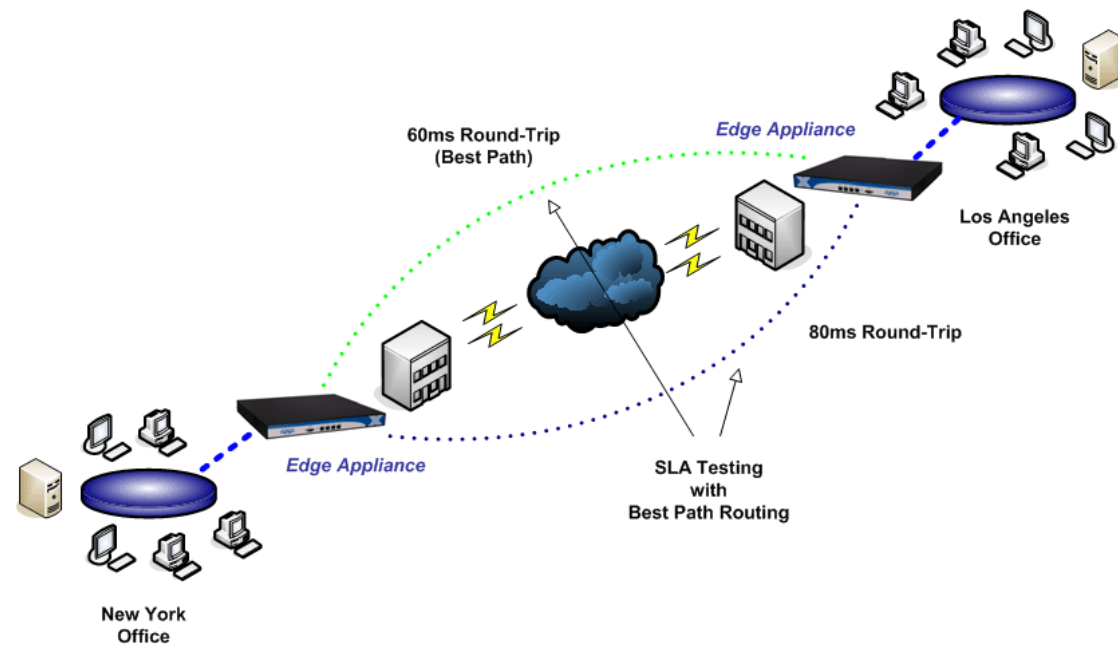 60ms Round-Trip
(Best Path)
Edge Appliance
Los Angeles
Office
80ms Round-Trip
Edge Appliance
SLA Testing
with
Best Path Routing
New York
Office